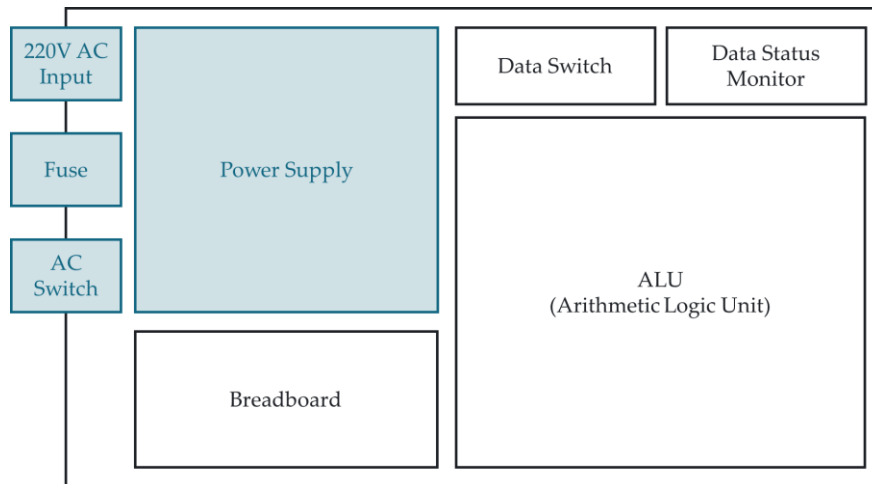 220V AC
Input
Fuse
AC
Switch
Power Supply
Breadboard
Data Switch
Data Status
Monitor
ALU
(Arithmetic Logic Unit)